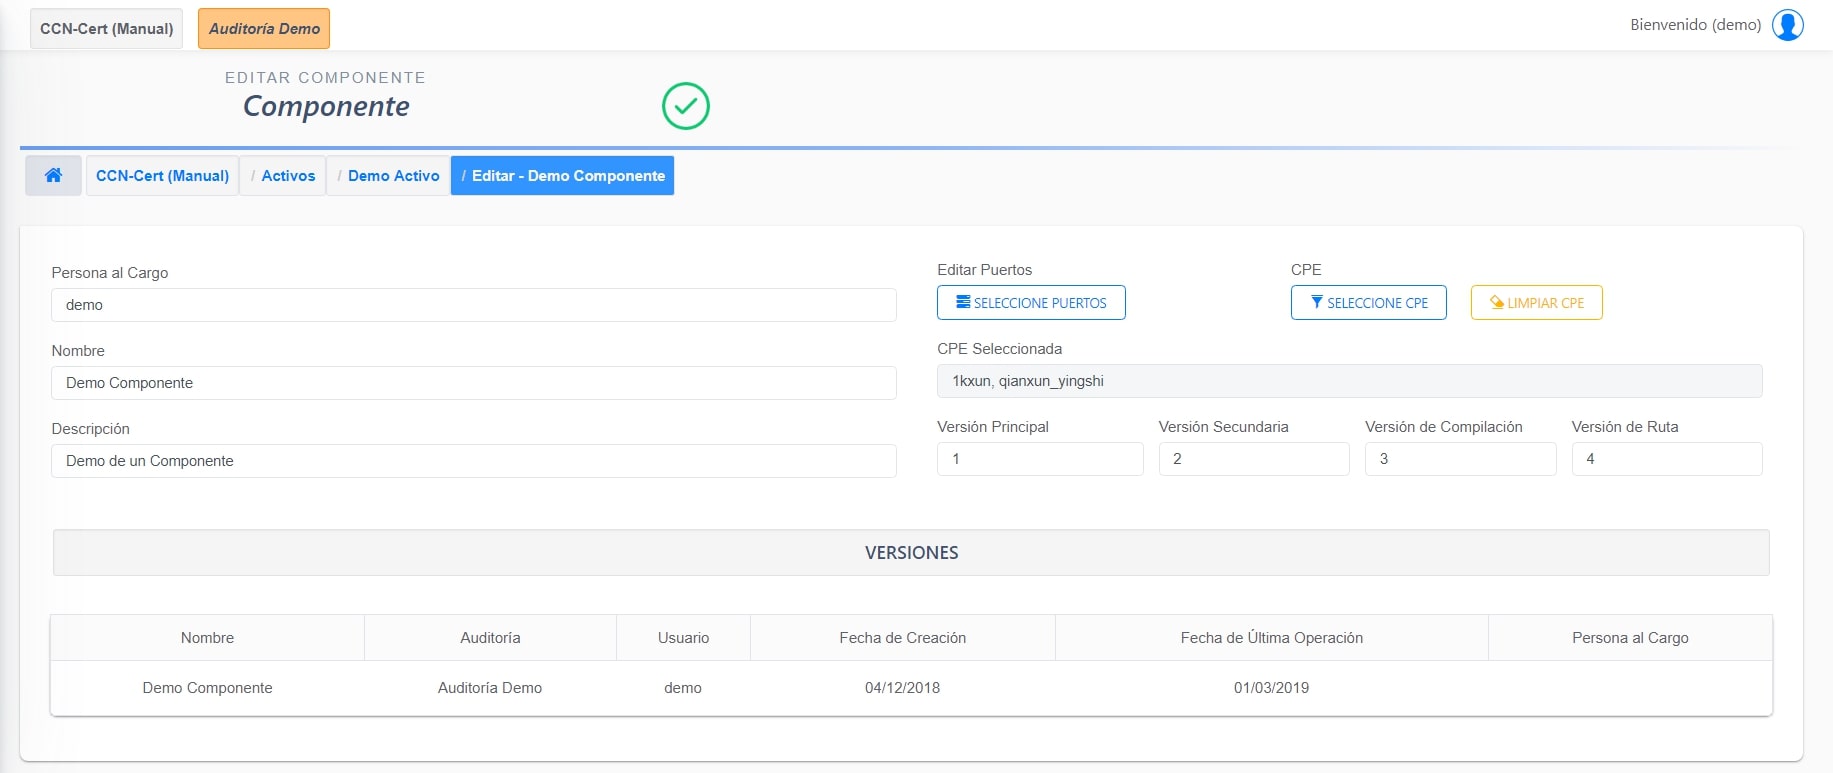 CCN-Cert (Manual) Auditoría Demo Bienvenido (demo)
EDITAR COMPONENTE
Componente
CCN-Cert (Manual) / Activos / Demo Activo / Editar - Demo Componente
Persona al Cargo
demo
Nombre
Demo Componente
Descripción
Demo de un Componente
Editar Puertos CPE
SELECCIONE PUERTOS SELECCIONE CPE LIMPIAR CPE
CPE Seleccionada
1kxun, qianxun_yingshi
Versión Principal Versión Secundaria Versión de Compilación Versión de Ruta
1 2 3 4
VERSIONES
Nombre Auditoría Usuario Fecha de Creación Fecha de Última Operación Persona al Cargo
Demo Componente Auditoría Demo demo 04/12/2018 01/03/2019